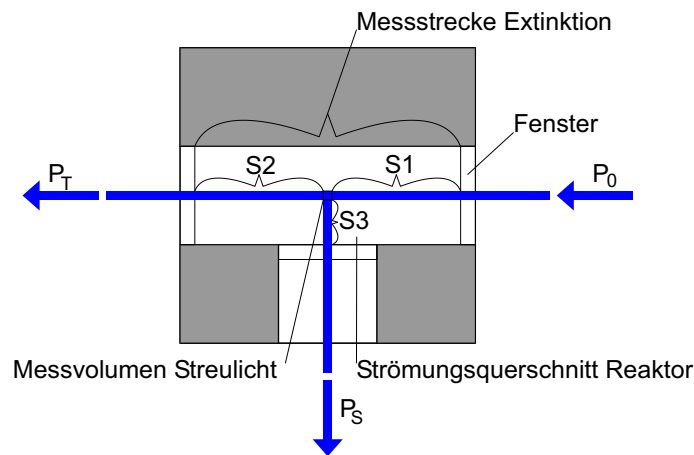 Messstrecke Extinktion
Fenster
S2
S1
P_T
P_0
S3
Messvolumen Streulicht
Strömungsquerschnitt Reaktor
P_S